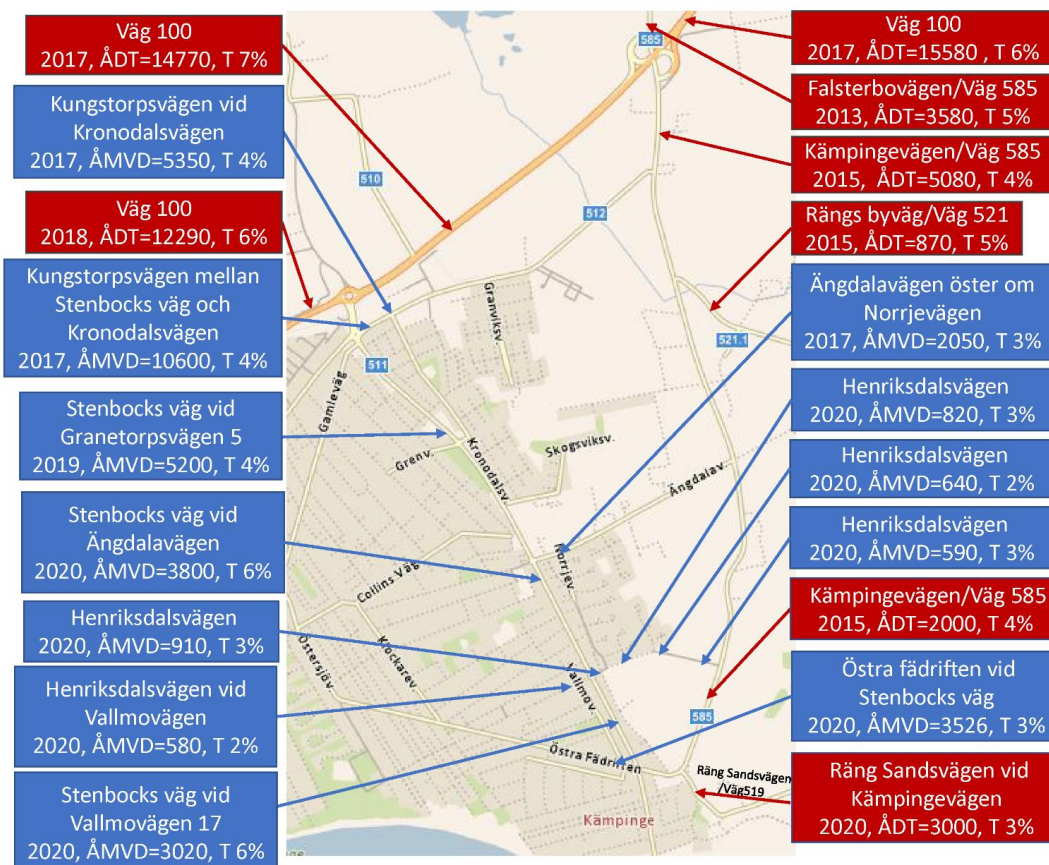 Väg 100
2017, ÅDT=14770, T 7%
Kungstorpsvägen vid
Kronodalsvägen
2017, ÅMVD=5350, T 4%
Väg 100
2018, ÅDT=12290, T 6%
Kungstorpsvägen mellan
Stenbocks väg och
Kronodalsvägen
2017, ÅMVD=10600, T 4%
Stenbocks väg vid
Granetorpsvägen 5
2019, ÅMVD=5200, T 4%
Stenbocks väg vid
Ängdalavägen
2020, ÅMVD=3800, T 6%
Henriksdalsvägen
2020, ÅMVD=910, T 3%
Henriksdalsvägen vid
Vallmovägen
2020, ÅMVD=580, T 2%
Stenbocks väg vid
Vallmovägen 17
2020, ÅMVD=3020, T 6%
585
510
512
Granviksv.
511
521.1
Gamleväg
Grenv.
Kronodalsv.
Skogsviksv.
Ängdalav.
Norrjev.
Collins Väg
Krockarev.
Östersjöv.
Vallmov.
585
Östra Fädriften
Räng Sandsvägen
/Väg519
Kämpinge
Väg 100
2017, ÅDT=15580 , T 6%
Falsterbovägen/Väg 585
2013, ÅDT=3580, T 5%
Kämpingevägen/Väg 585
2015, ÅDT=5080, T 4%
Rängs byväg/Väg 521
2015, ÅDT=870, T 5%
Ängdalavägen öster om
Norrjevägen
2017, ÅMVD=2050, T 3%
Henriksdalsvägen
2020, ÅMVD=820, T 3%
Henriksdalsvägen
2020, ÅMVD=640, T 2%
Henriksdalsvägen
2020, ÅMVD=590, T 3%
Kämpingevägen/Väg 585
2015, ÅDT=2000, T 4%
Östra fädriften vid
Stenbocks väg
2020, ÅMVD=3526, T 3%
Räng Sandsvägen vid
Kämpingevägen
2020, ÅDT=3000, T 3%